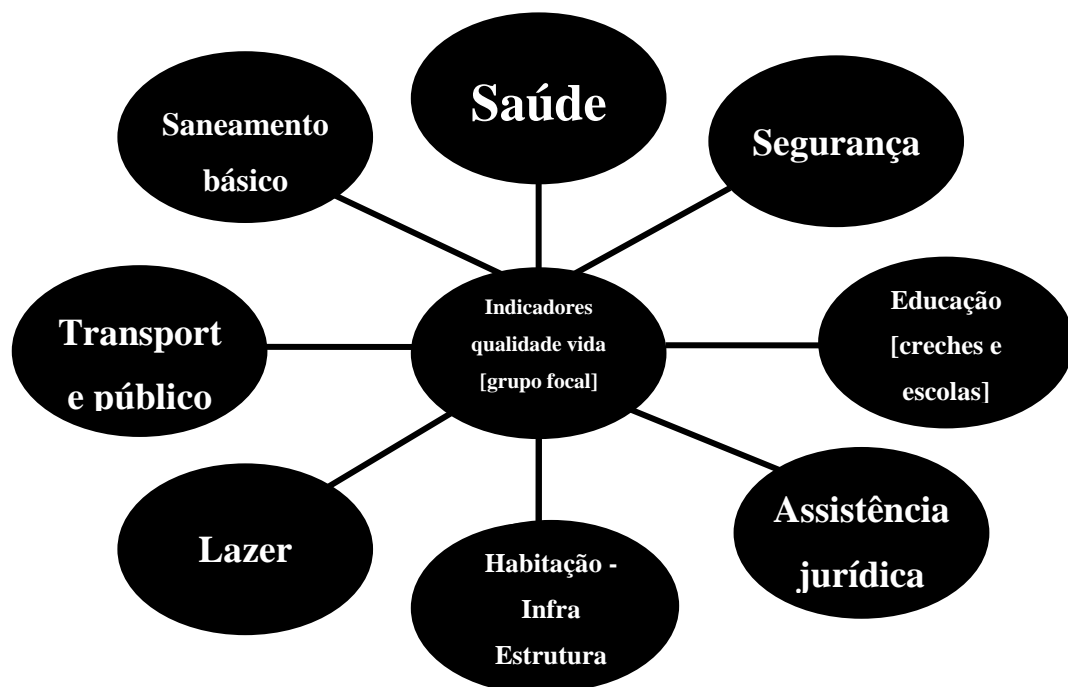 Saúde
Saneamento
básico
Segurança
Indicadores
qualidade vida
[grupo focal]
Educação
[creches e
escolas]
Transport
e público
Assistência
jurídica
Lazer
Habitação -
Infra
Estrutura